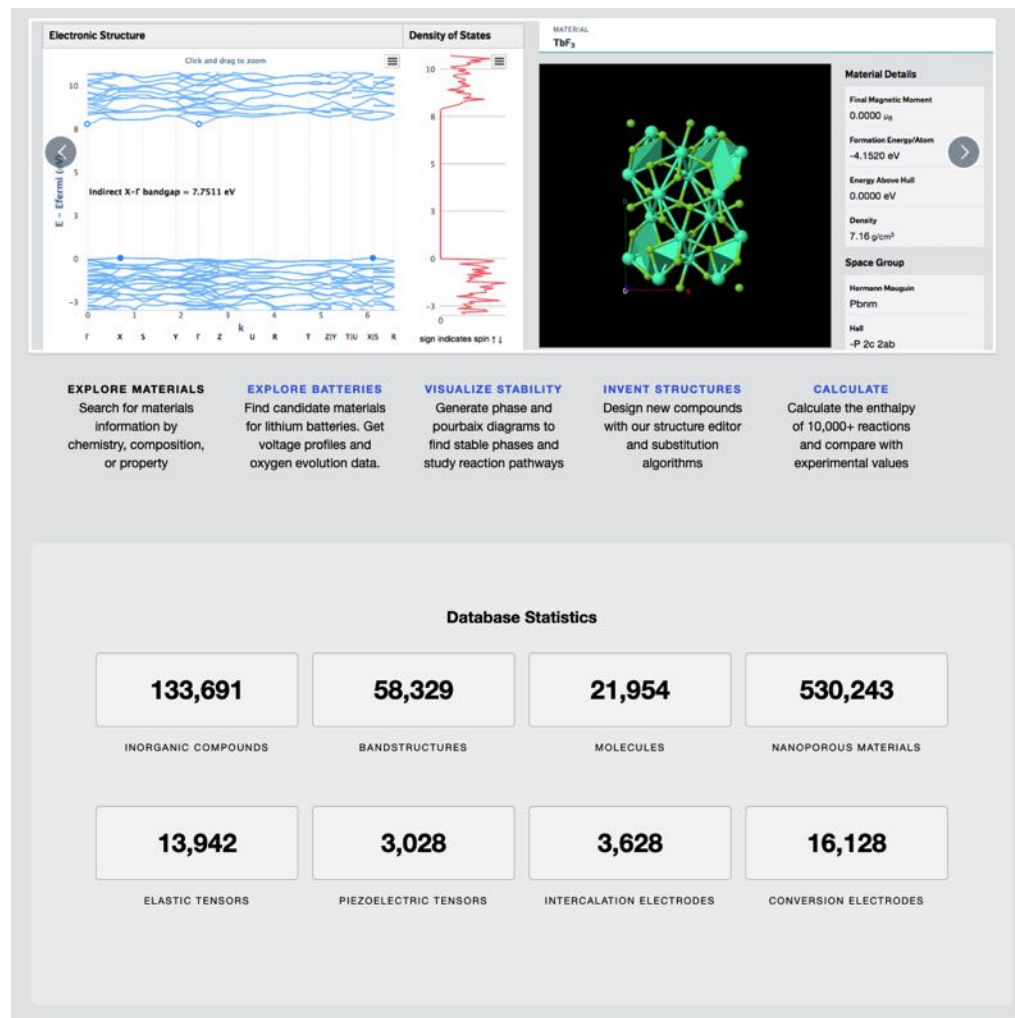 Electronic Structure
Density of States
Click and drag to zoom
10
8
5
3
0
-3
E - Efermi (eV)
Indirect X-Γ bandgap = 7.7511 eV
0 1 2 3 4 5 6
k
Γ X S Y Γ Z U R T Z|Y T|U X|S R
10
8
5
3
0
-3
0
sign indicates spin ↑ ↓
MATERIAL
TbF₃
Material Details
Final Magnetic Moment
0.0000 μB
Formation Energy/Atom
-4.1520 eV
Energy Above Hull
0.0000 eV
Density
7.16 g/cm³
Space Group
Hermann Mauguin
Pbnm
Hall
-P 2c 2ab
EXPLORE MATERIALS
Search for materials
information by
chemistry, composition,
or property
EXPLORE BATTERIES
Find candidate materials
for lithium batteries. Get
voltage profiles and
oxygen evolution data.
VISUALIZE STABILITY
Generate phase and
pourbaix diagrams to
find stable phases and
study reaction pathways
INVENT STRUCTURES
Design new compounds
with our structure editor
and substitution
algorithms
CALCULATE
Calculate the enthalpy
of 10,000+ reactions
and compare with
experimental values
Database Statistics
133,691
INORGANIC COMPOUNDS
58,329
BANDSTRUCTURES
21,954
MOLECULES
530,243
NANOPOROUS MATERIALS
13,942
ELASTIC TENSORS
3,028
PIEZOELECTRIC TENSORS
3,628
INTERCALATION ELECTRODES
16,128
CONVERSION ELECTRODES